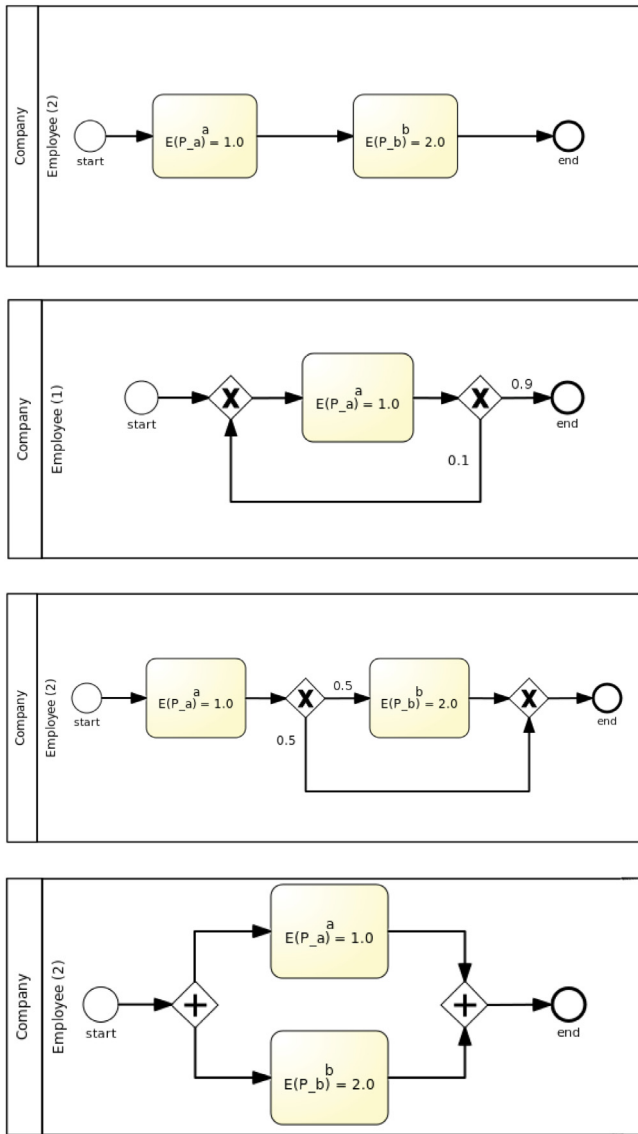 Company
Employee (2)
start
a
E(P_a) = 1.0
b
E(P_b) = 2.0
end
Company
Employee (1)
start
a
E(P_a) = 1.0
0.9
end
0.1
Company
Employee (2)
start
a
E(P_a) = 1.0
0.5
b
E(P_b) = 2.0
end
0.5
Company
Employee (2)
start
a
E(P_a) = 1.0
b
E(P_b) = 2.0
end